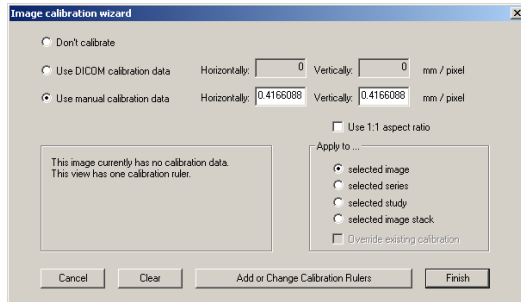 Image calibration wizard
Don't calibrate
Use DICOM calibration data Horizontally: 0 Vertically: 0 mm / pixel
Use manual calibration data Horizontally: 0.4166088 Vertically: 0.4166088 mm / pixel
Use 1:1 aspect ratio
This image currently has no calibration data.
This view has one calibration ruler.
Apply to ...
selected image
selected series
selected study
selected image stack
Override existing calibration
Cancel Clear Add or Change Calibration Rulers Finish